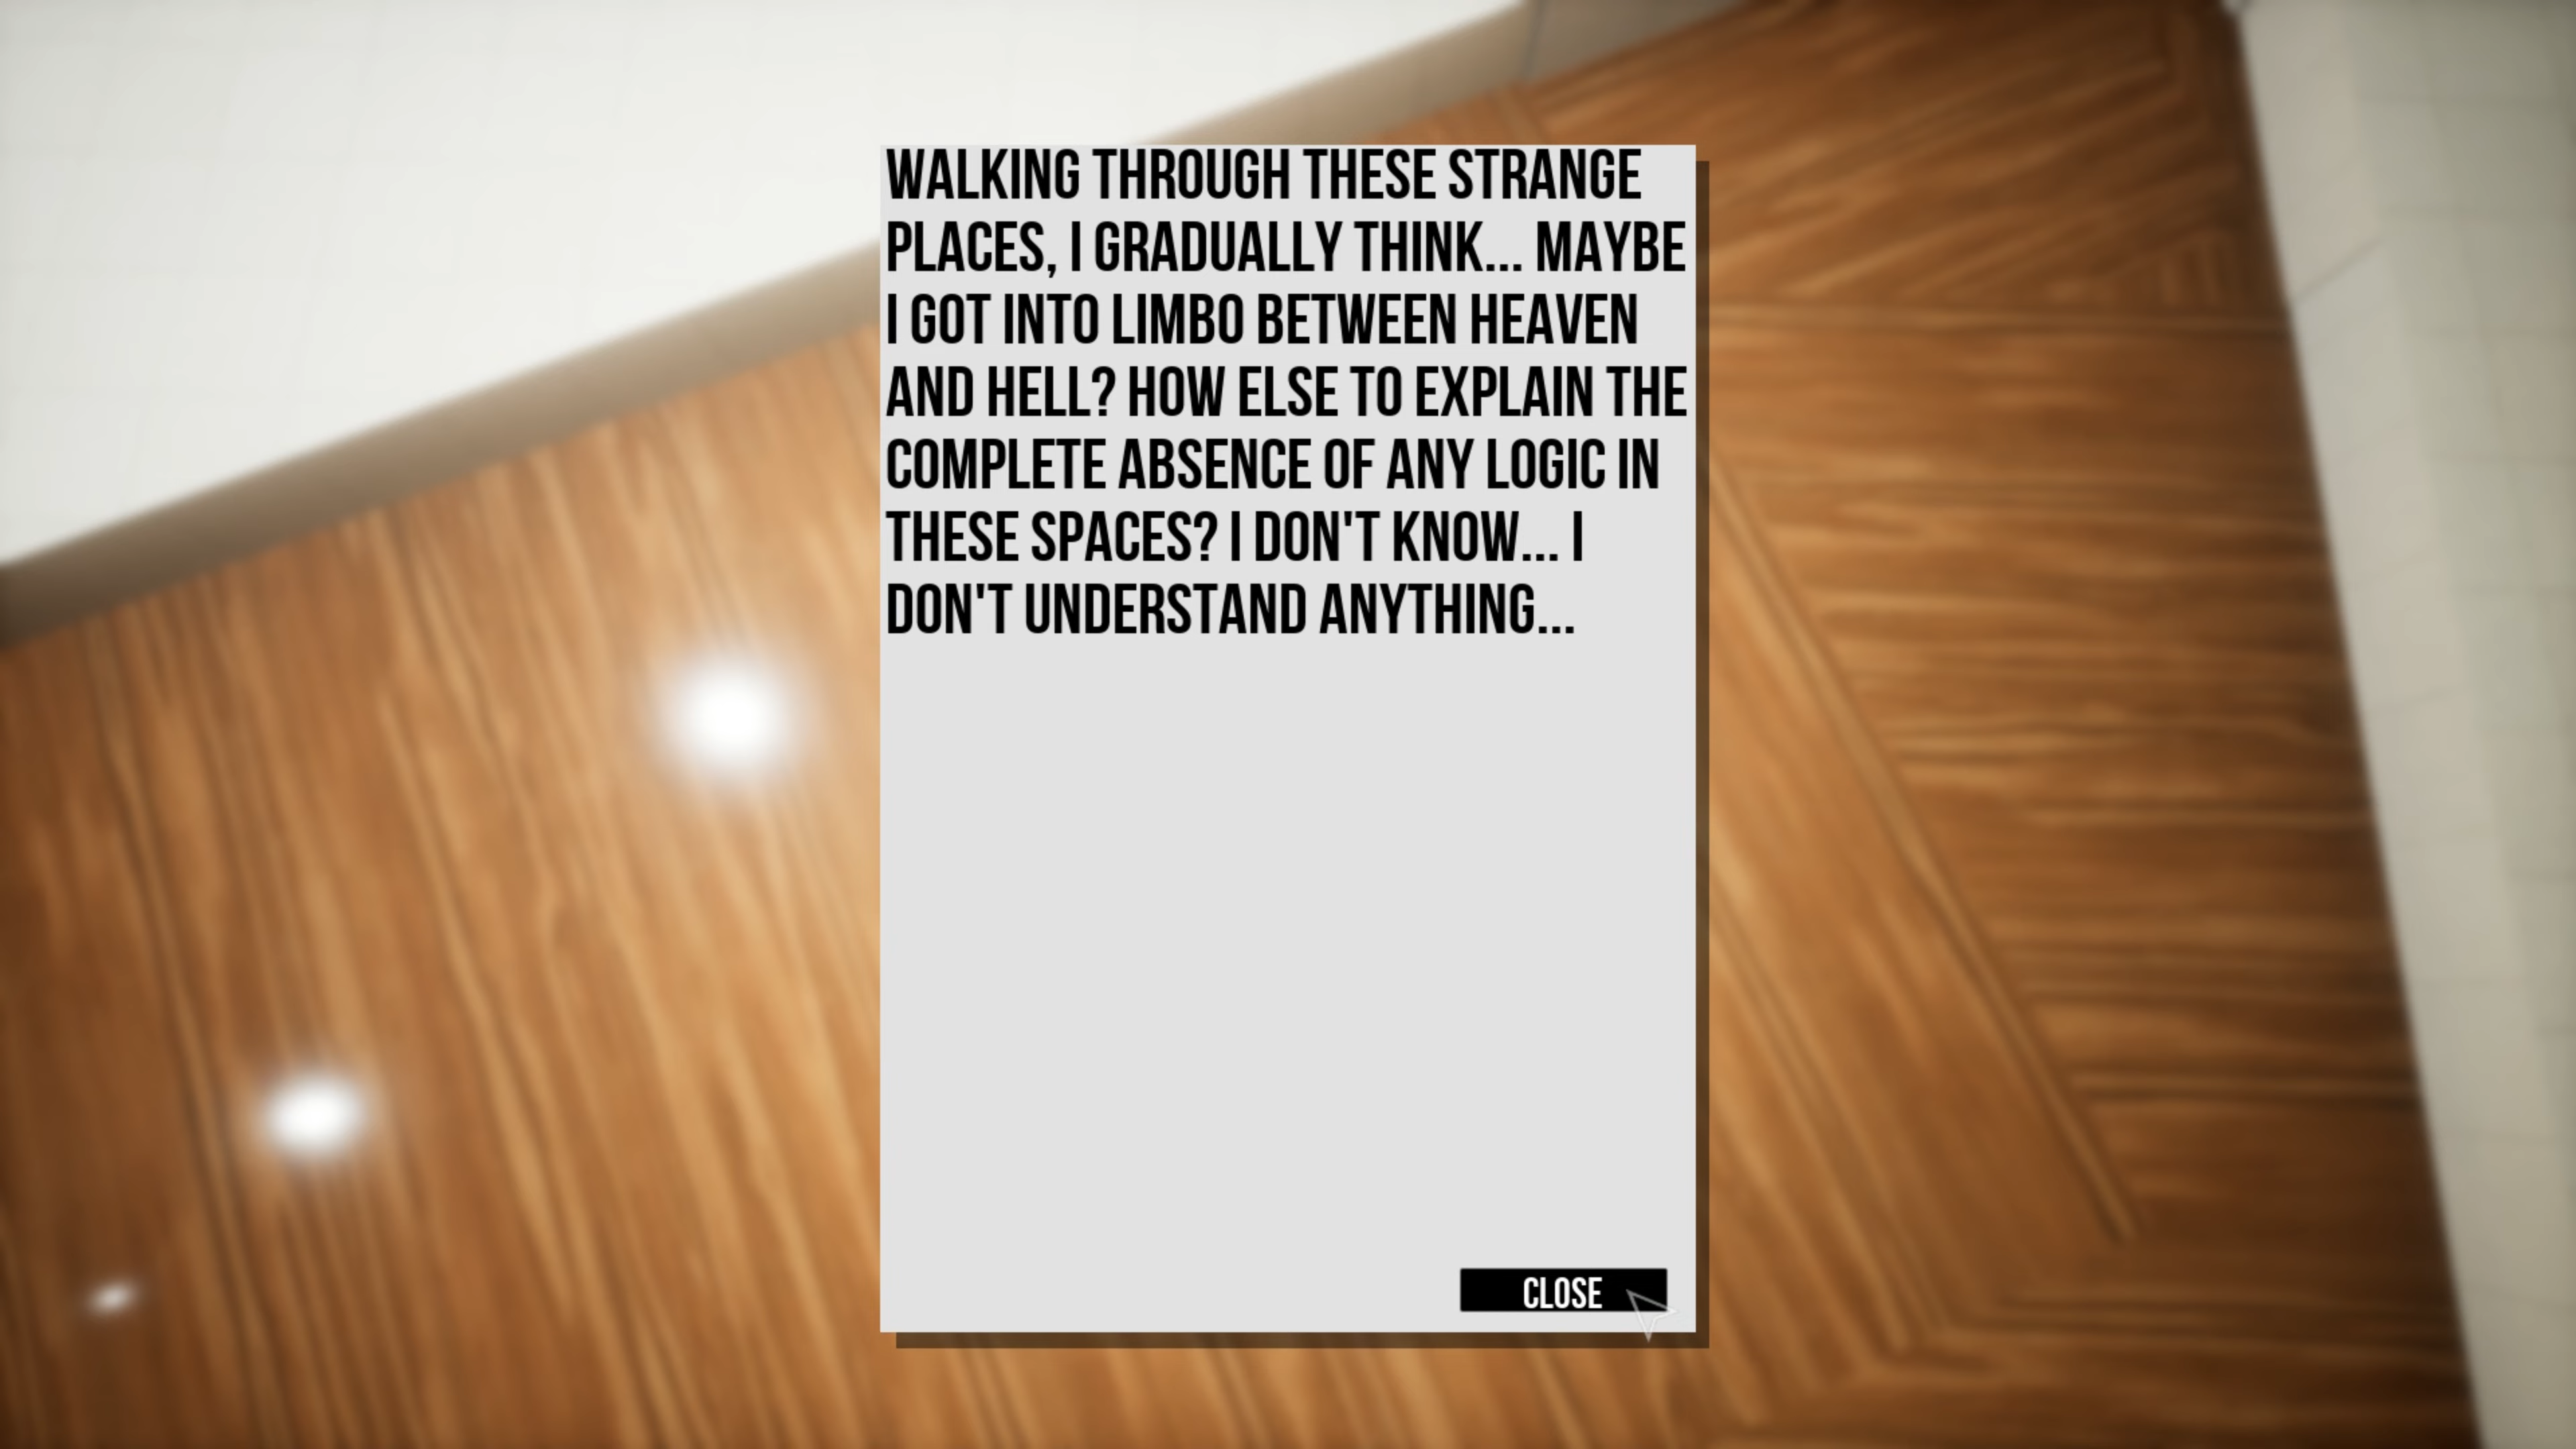 WALKING THROUGH THESE STRANGE
PLACES, I GRADUALLY THINK... MAYBE
I GOT INTO LIMBO BETWEEN HEAVEN
AND HELL? HOW ELSE TO EXPLAIN THE
COMPLETE ABSENCE OF ANY LOGIC IN
THESE SPACES? I DON'T KNOW... I
DON'T UNDERSTAND ANYTHING...
CLOSE